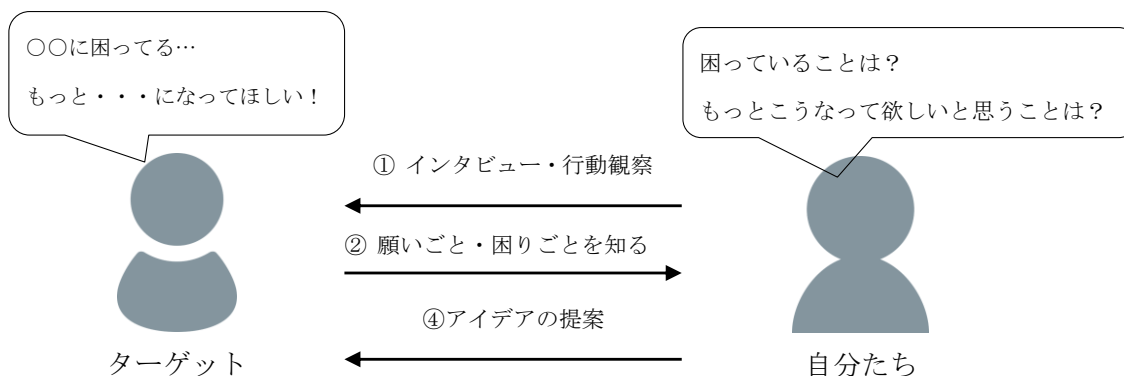 ○○に困ってる…
もっと・・・になってほしい！
困っていることは？
もっとこうなって欲しいと思うことは？
① インタビュー・行動観察
② 願いごと・困りごとを知る
④アイデアの提案
ターゲット
自分たち